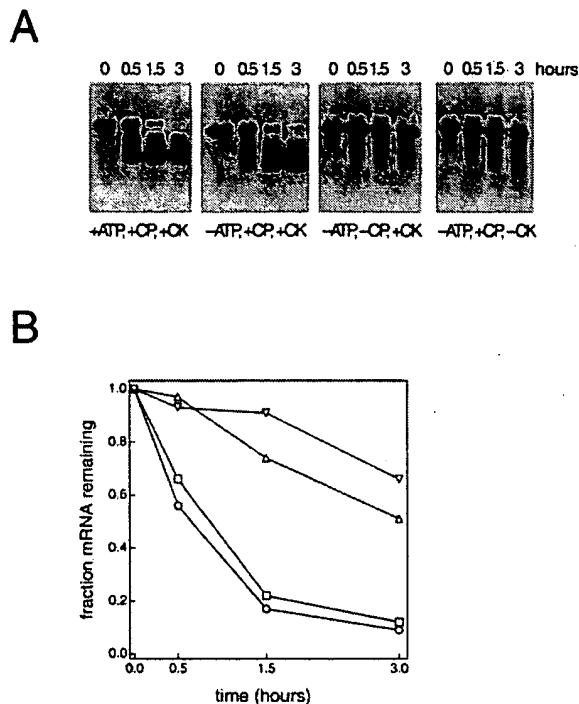 A
0 0.5 1.5 3 0 0.5 1.5 3 0 0.5 1.5 3 0 0.5 1.5 3 hours
+ATP, +CP, +CK -ATP, +CP, +CK -ATP, -CP, +CK -ATP, +CP, -CK
B
1.0
0.8
0.6
0.4
0.2
0.0
fraction mRNA remaining
0.0 0.5 1.5 3.0
time (hours)